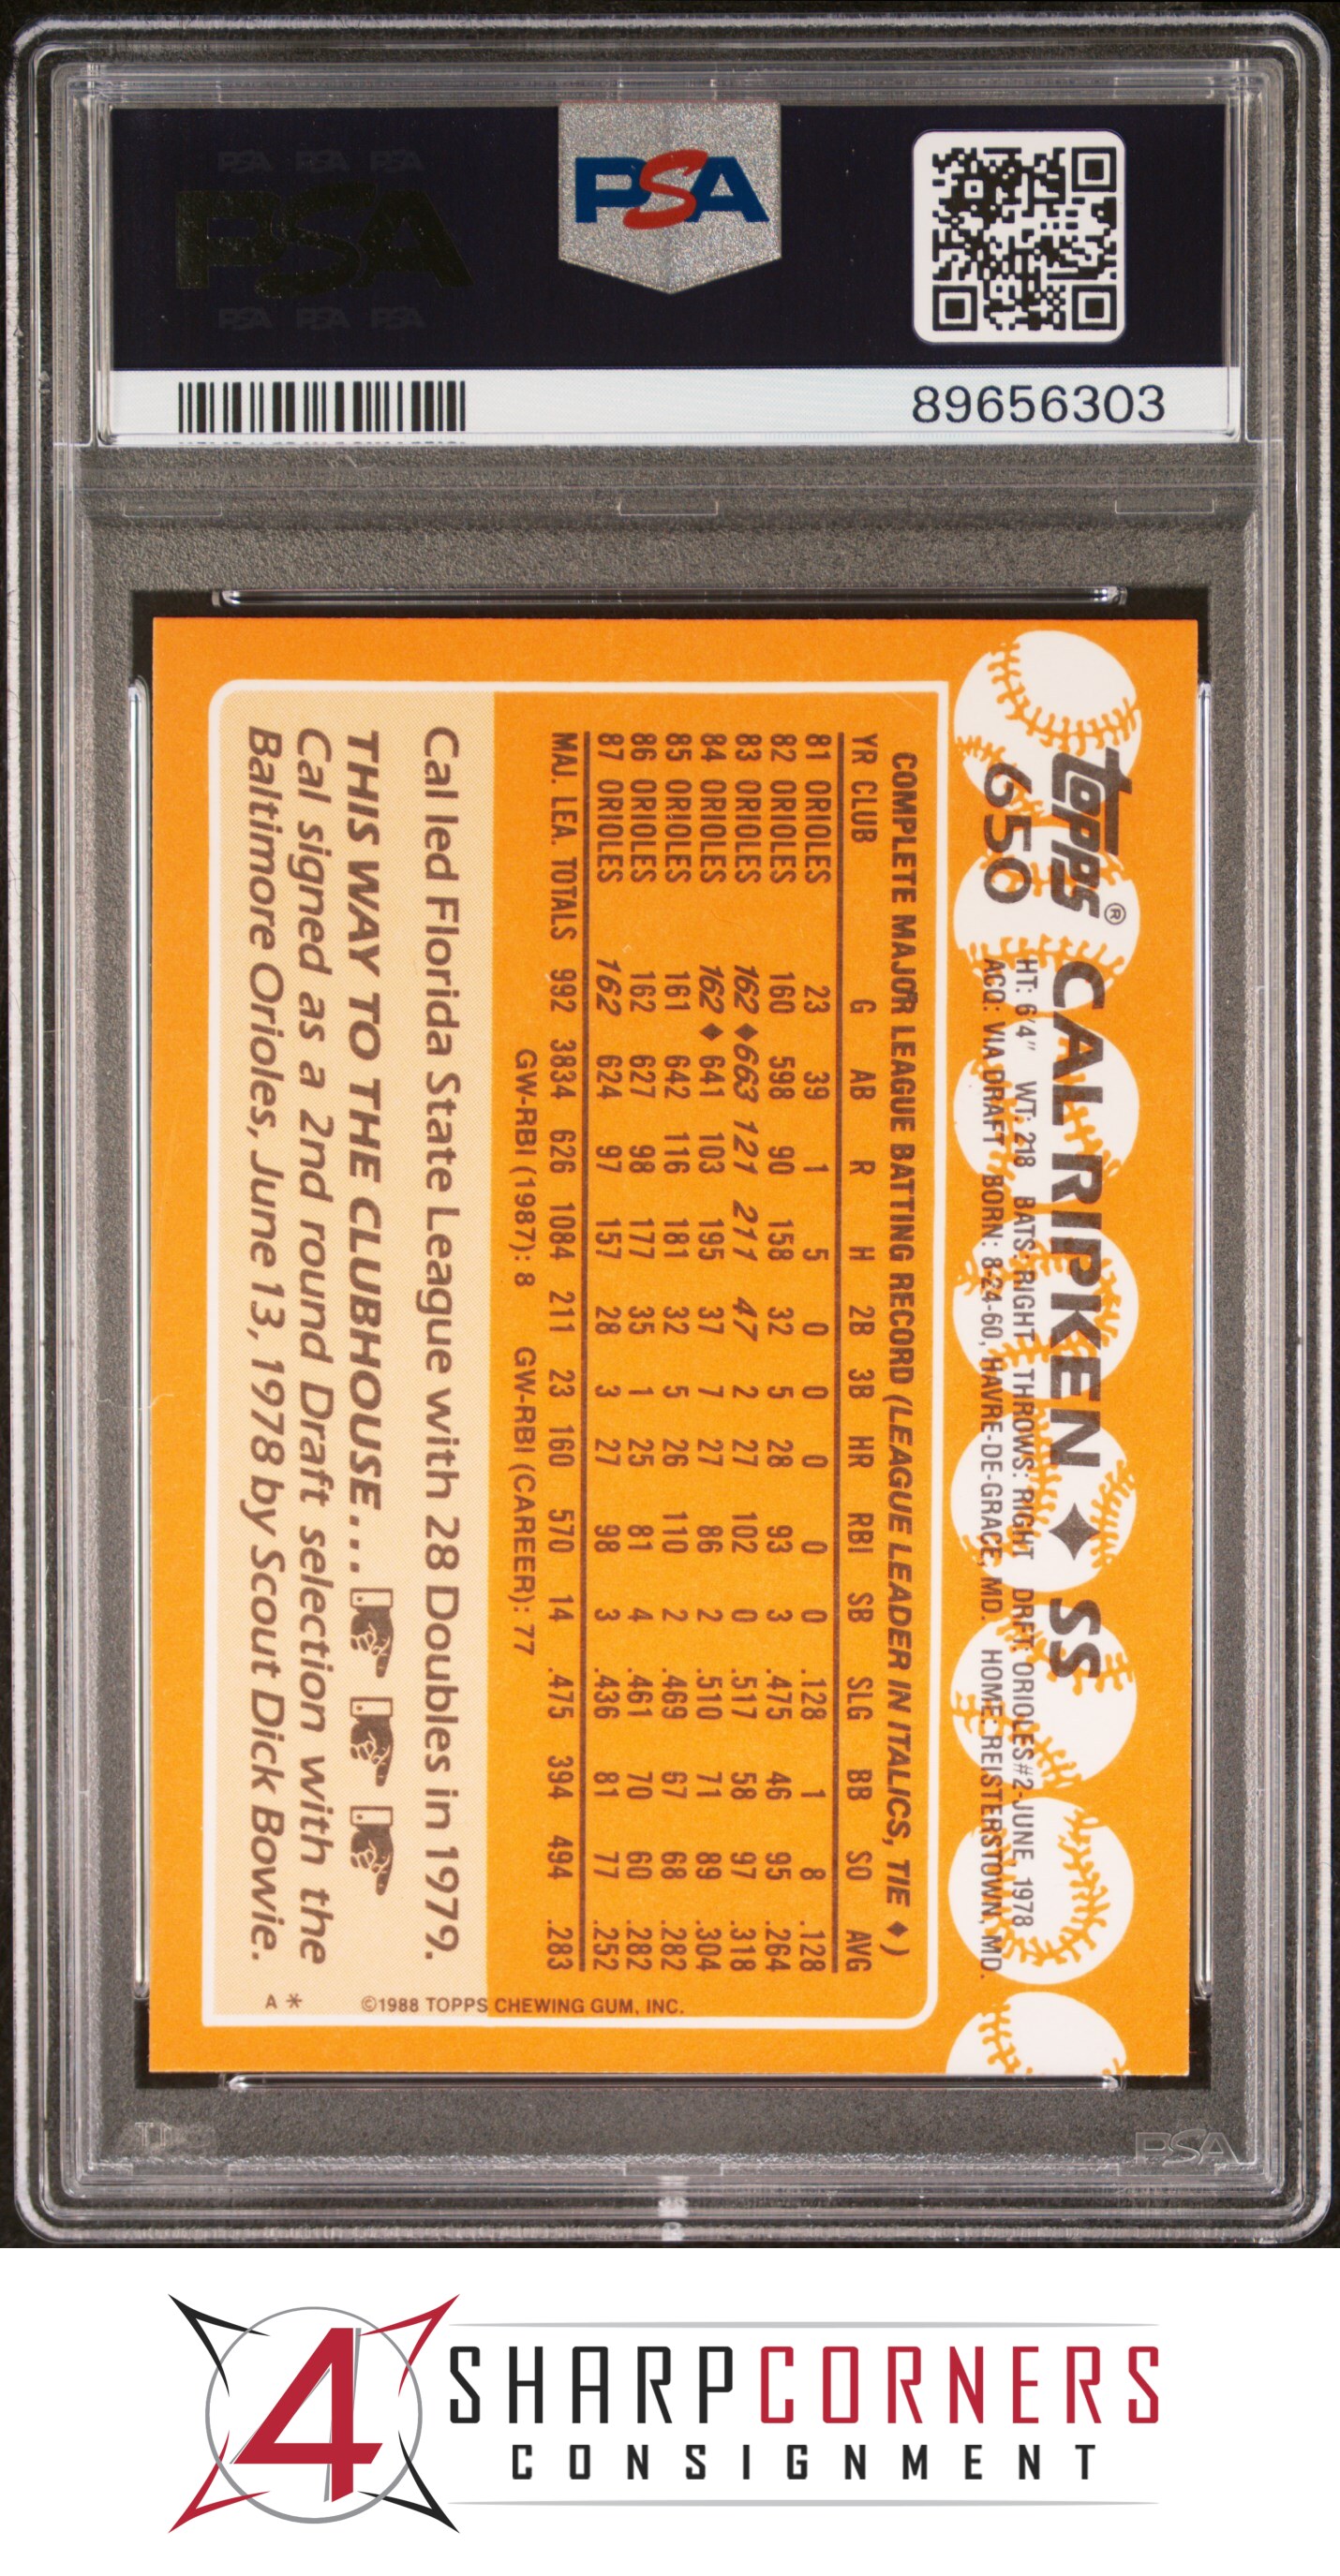 PSA PSA PSA
PSA
PSA PSA PSA
PSA
89656303
topps®
650
CAL RIPKEN ♦ SS
HT: 6'4" WT: 218 BATS: RIGHT THROWS: RIGHT DRFT: ORIOLES #2-JUNE, 1978
ACQ: VIA DRAFT BORN: 8-24-60, HAVRE-DE-GRACE, MD. HOME: REISTERSTOWN, MD.
COMPLETE MAJOR LEAGUE BATTING RECORD (LEAGUE LEADER IN ITALICS, TIE ♦)
YR CLUB G AB R H 2B 3B HR RBI SB SLG BB SO AVG
81 ORIOLES 23 39 1 5 0 0 0 0 0 .128 1 8 .128
82 ORIOLES 160 598 90 158 32 5 28 93 3 .475 46 95 .264
83 ORIOLES 162 ♦ 663 121 211 47 2 27 102 0 .517 58 97 .318
84 ORIOLES 162 ♦ 641 103 195 37 7 27 86 2 .510 71 89 .304
85 ORIOLES 161 642 116 181 32 5 26 110 2 .469 67 68 .282
86 ORIOLES 162 627 98 177 35 1 25 81 4 .461 70 60 .282
87 ORIOLES 162 624 97 157 28 3 27 98 3 .436 81 77 .252
MAJ. LEA. TOTALS 992 3834 626 1084 211 23 160 570 14 .475 394 494 .283
GW-RBI (1987): 8 GW-RBI (CAREER): 77
Cal led Florida State League with 28 Doubles in 1979.
THIS WAY TO THE CLUBHOUSE...
Cal signed as a 2nd round Draft selection with the
Baltimore Orioles, June 13, 1978 by Scout Dick Bowie.
©1988 TOPPS CHEWING GUM, INC.
A *
PSA
4
SHARPCORNERS
CONSIGNMENT